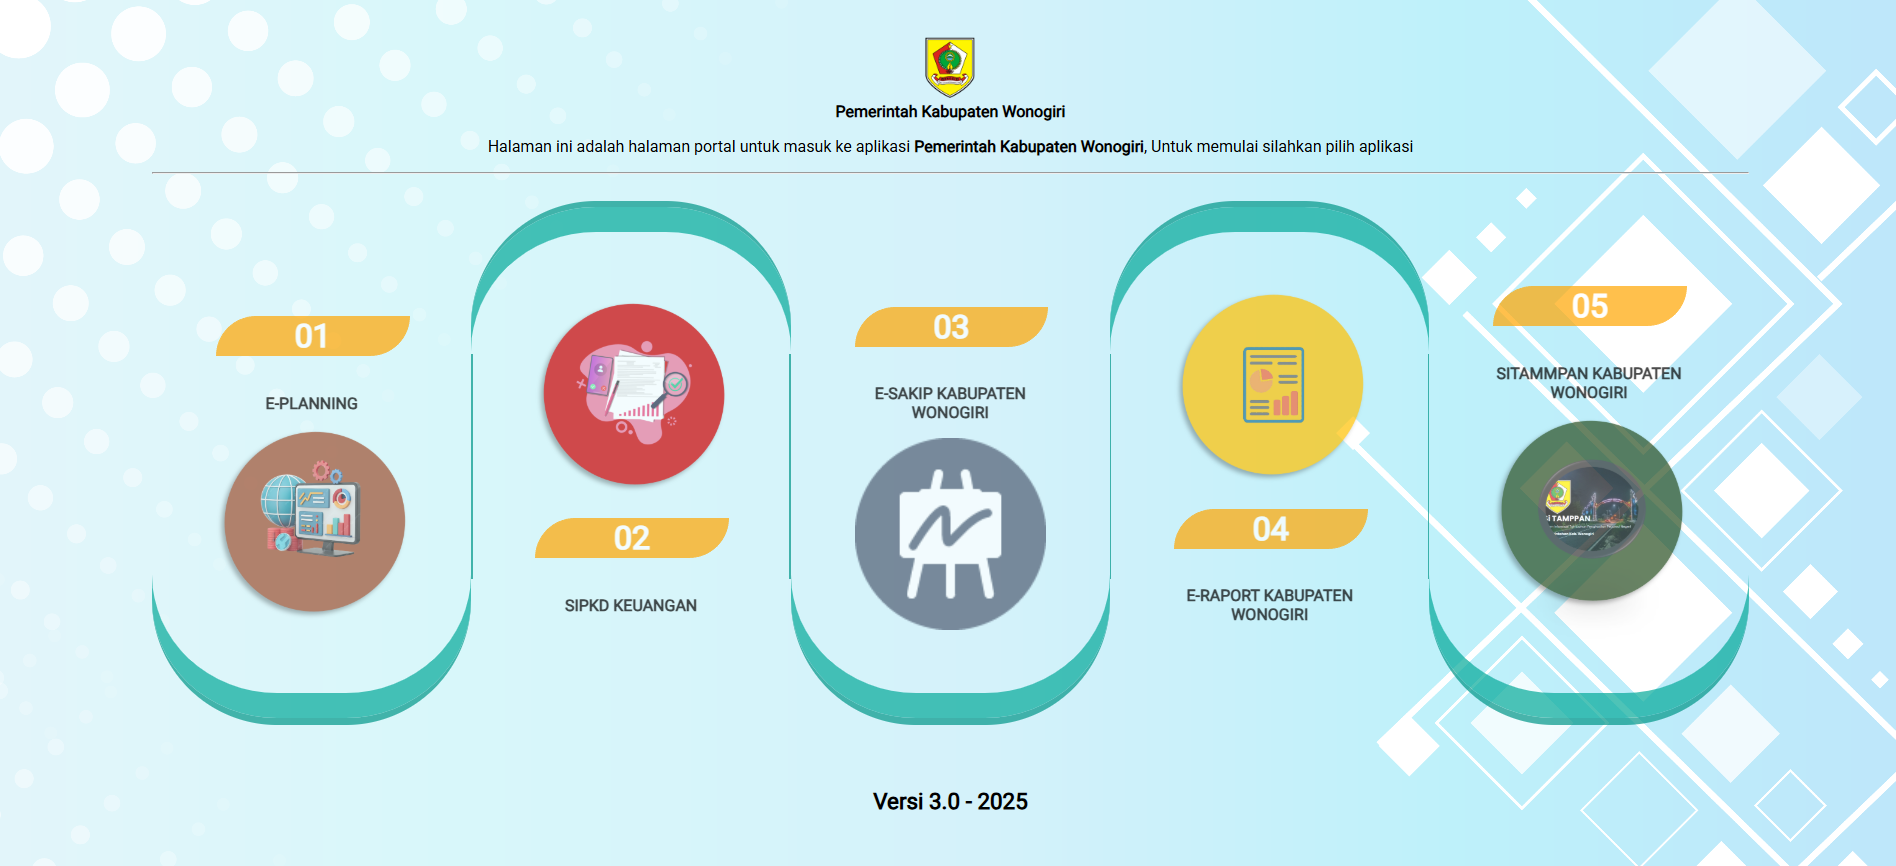 Pemerintah Kabupaten Wonogiri
Halaman ini adalah halaman portal untuk masuk ke aplikasi Pemerintah Kabupaten Wonogiri, Untuk memulai silahkan pilih aplikasi
01
E-PLANNING
02
SIPKD KEUANGAN
03
E-SAKIP KABUPATEN
WONOGIRI
04
E-RAPORT KABUPATEN
WONOGIRI
05
SITAMMPAN KABUPATEN
WONOGIRI
TAMPPAN
Versi 3.0 - 2025